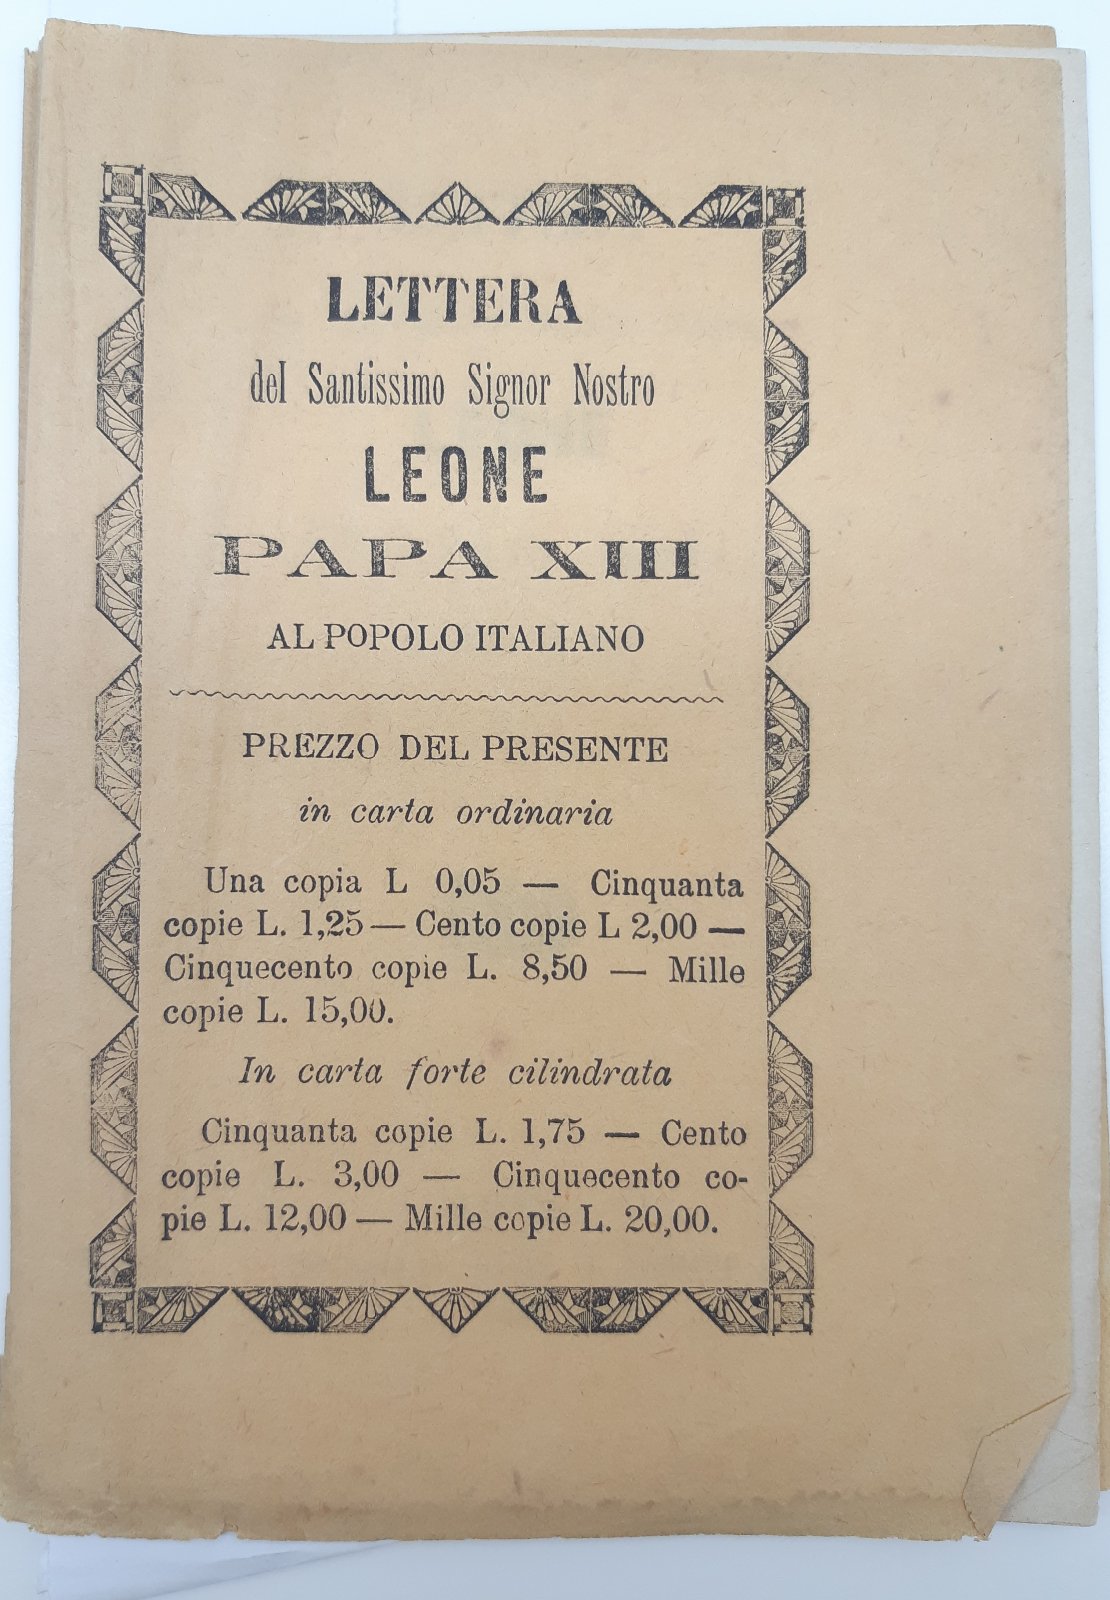 LETTERA
del Santissimo Signor Nostro
LEONE
PAPA XIII
AL POPOLO ITALIANO
PREZZO DEL PRESENTE
in carta ordinaria
Una copia L 0,05 — Cinquanta
copie L. 1,25 — Cento copie L 2,00 —
Cinquecento copie L. 8,50 — Mille
copie L. 15,00.
In carta forte cilindrata
Cinquanta copie L. 1,75 — Cento
copie L. 3,00 — Cinquecento co-
pie L. 12,00 — Mille copie L. 20,00.